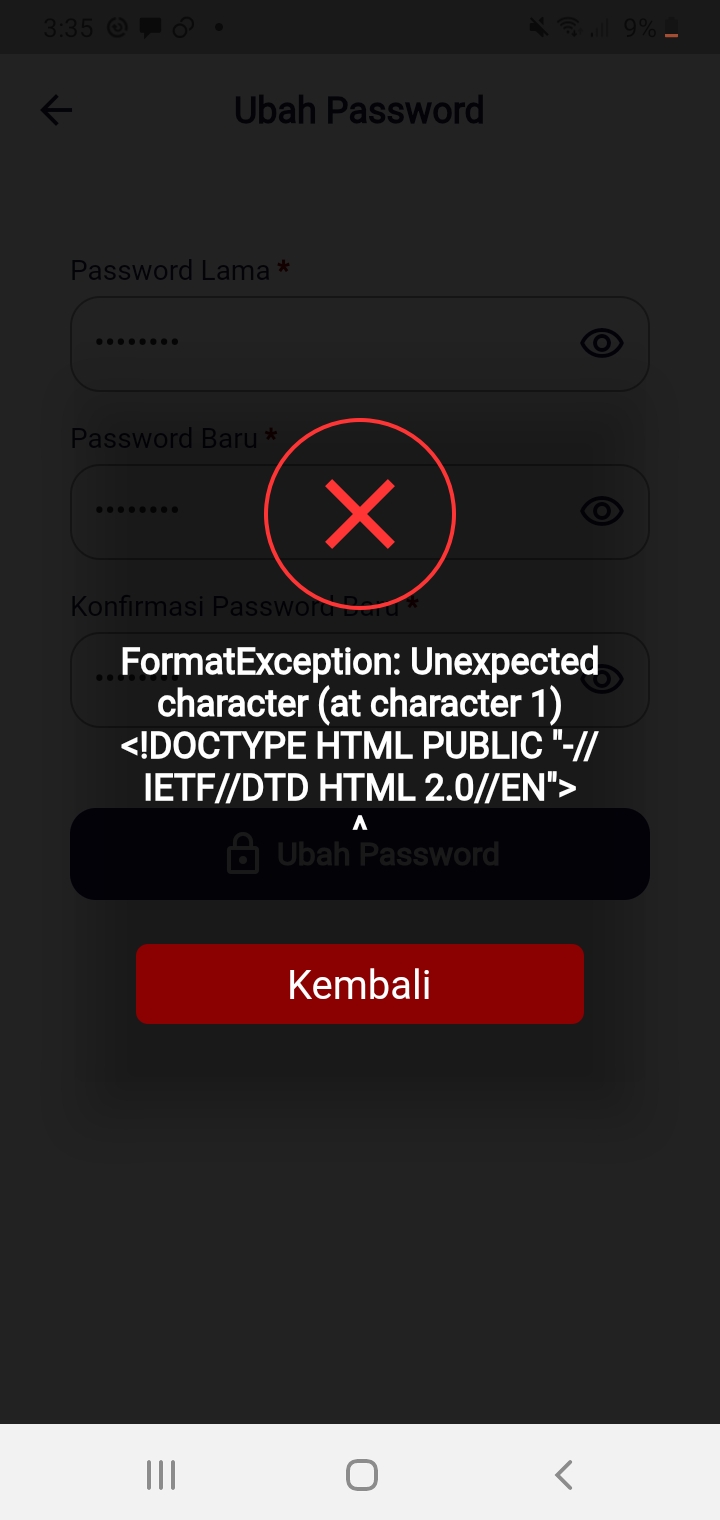 3:35
9%
Ubah Password
Password Lama *
••••••••
Password Baru *
••••••••
Konfirmasi Password Baru *
••••••••
FormatException: Unexpected
character (at character 1)
<!DOCTYPE HTML PUBLIC "-//
IETF//DTD HTML 2.0//EN">
^
Ubah Password
Kembali